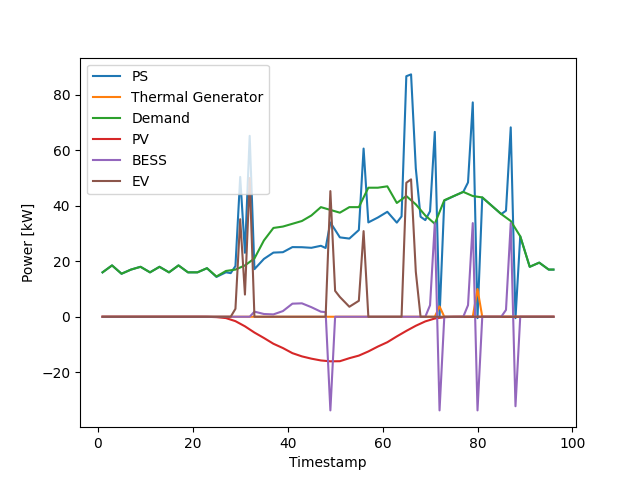 PS
Thermal Generator
Demand
PV
BESS
EV
Power [kW]
80
60
40
20
0
−20
0 20 40 60 80 100
Timestamp